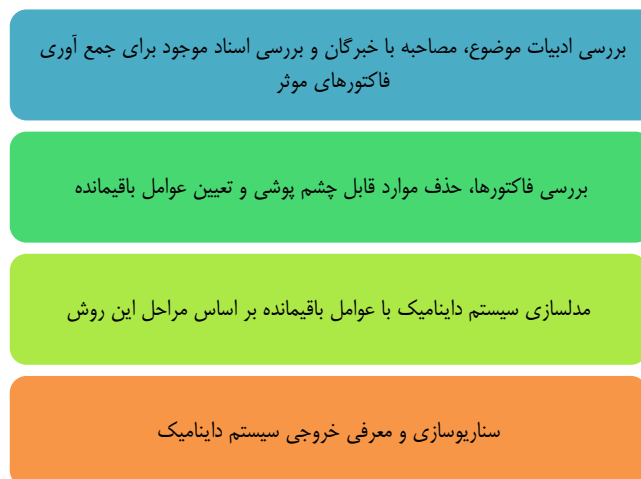 بررسی ادبیات موضوع، مصاحبه با خبرگان و بررسی اسناد موجود برای جمع آوری
فاکتورهای موثر
بررسی فاکتورها، حذف موارد قابل چشم پوشی و تعیین عوامل باقیمانده
مدلسازی سیستم داینامیک با عوامل باقیمانده بر اساس مراحل این روش
سناریوسازی و معرفی خروجی سیستم داینامیک